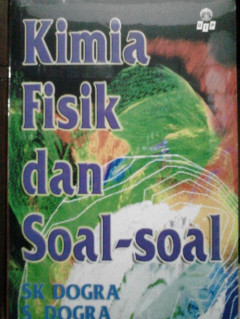 Kimia
Fisik
dan
Soal-soal
SK DOGRA
S. DOGRA